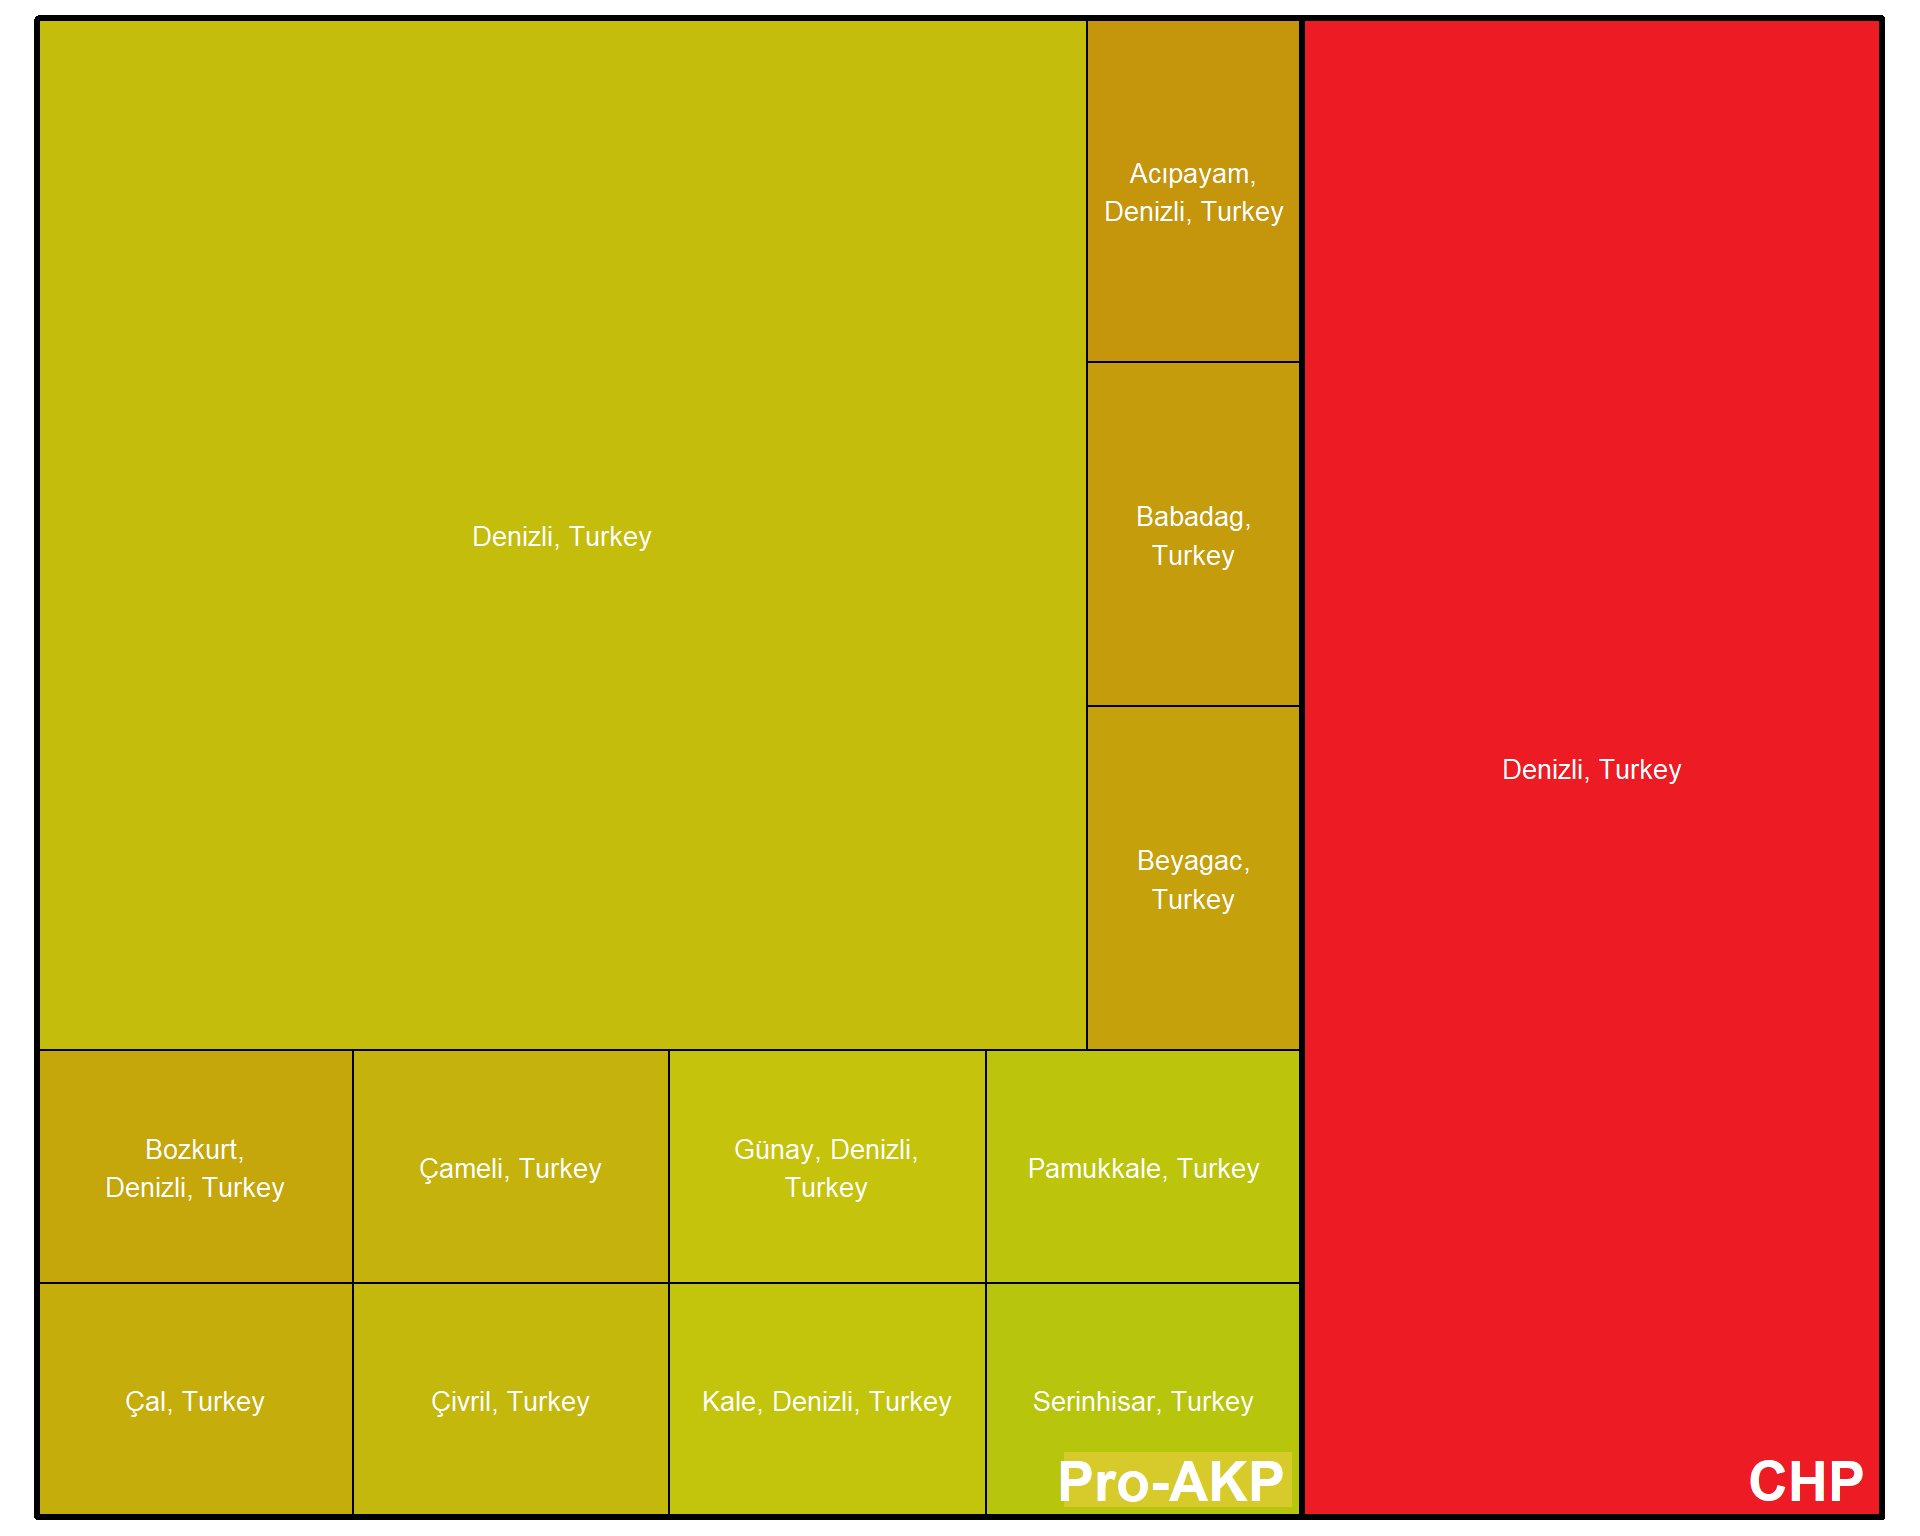 Denizli, Turkey
Acıpayam,
Denizli, Turkey
Babadag,
Turkey
Beyagac,
Turkey
Bozkurt,
Denizli, Turkey
Çameli, Turkey
Günay, Denizli,
Turkey
Pamukkale, Turkey
Çal, Turkey
Çivril, Turkey
Kale, Denizli, Turkey
Serinhisar, Turkey
Pro-AKP
Denizli, Turkey
CHP